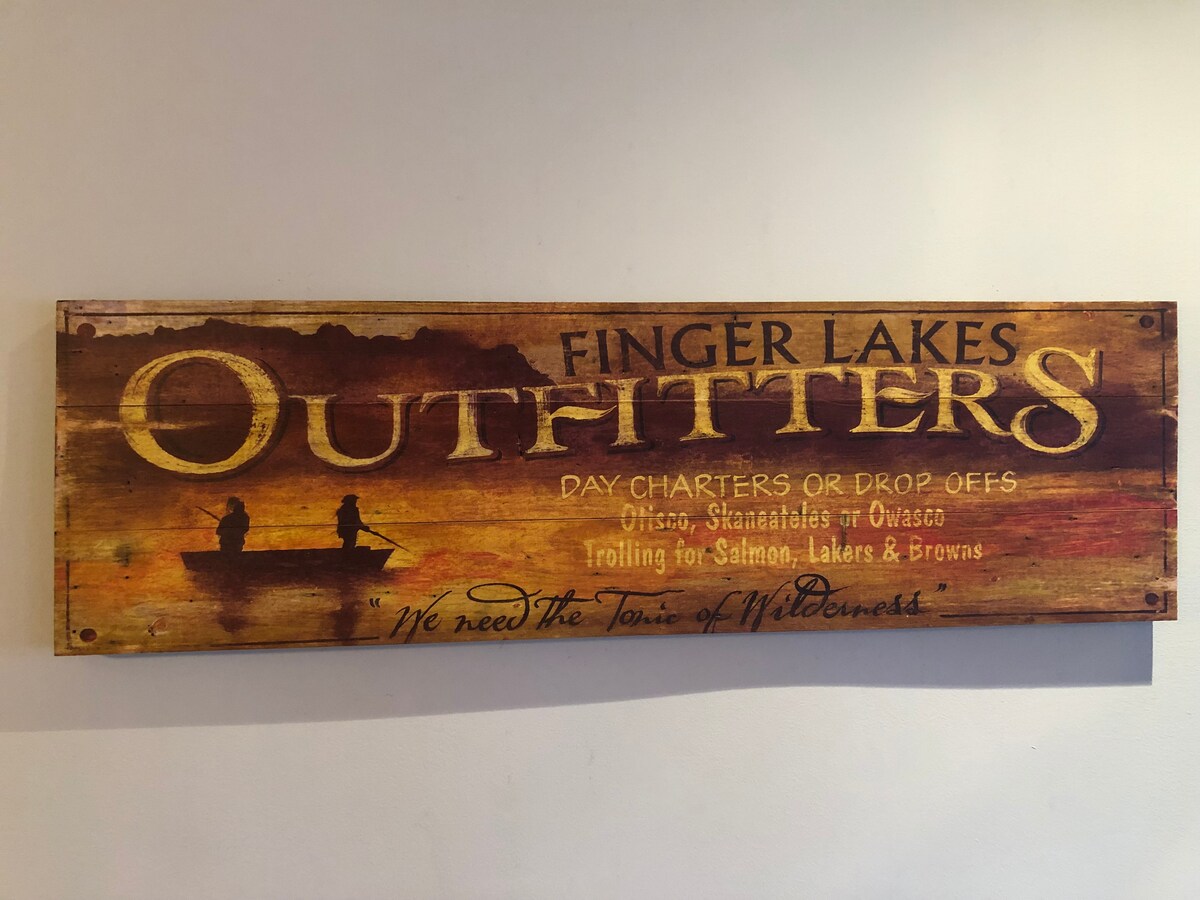 FINGER LAKES
OUTFITTERS
DAY CHARTERS OR DROP OFFS
Otisco, Skaneateles or Owasco
Trolling for Salmon, Lakers & Browns
"We need the Tonic of Wilderness"